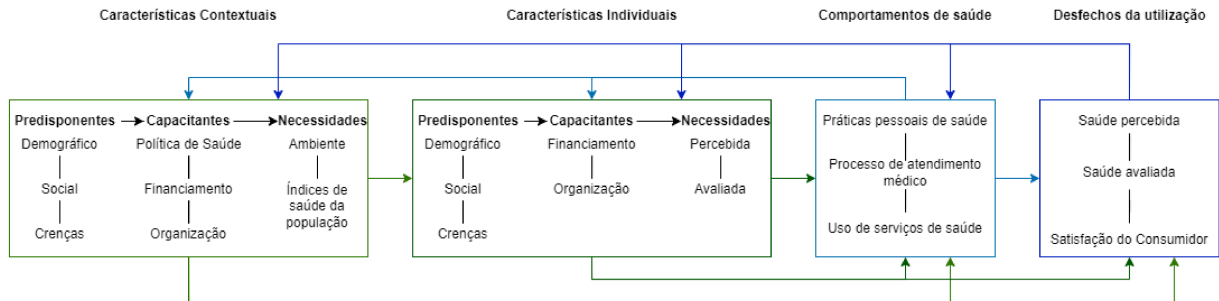 Características Contextuais
Características Individuais
Comportamentos de saúde
Desfechos da utilização
Predisponentes
Capacitantes
Necessidades
Demográfico
Política de Saúde
Ambiente
Social
Financiamento
Índices de
saúde da
população
Crenças
Organização
Predisponentes
Capacitantes
Necessidades
Demográfico
Financiamento
Percebida
Social
Organização
Avaliada
Crenças
Práticas pessoais de saúde
Processo de atendimento
médico
Uso de serviços de saúde
Saúde percebida
Saúde avaliada
Satisfação do Consumidor